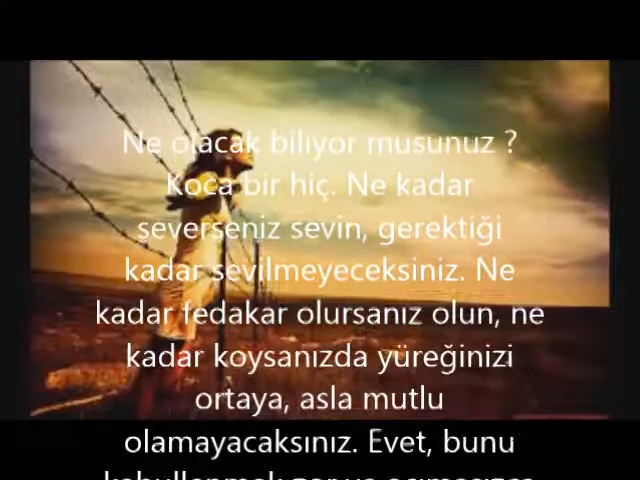 Ne olacak biliyor musunuz ?
Koca bir hiç. Ne kadar
severseniz sevin, gerektiği
kadar sevilmeyeceksiniz. Ne
kadar fedakar olursanız olun, ne
kadar koysanızda yüreğinizi
ortaya, asla mutlu
olamayacaksınız. Evet, bunu